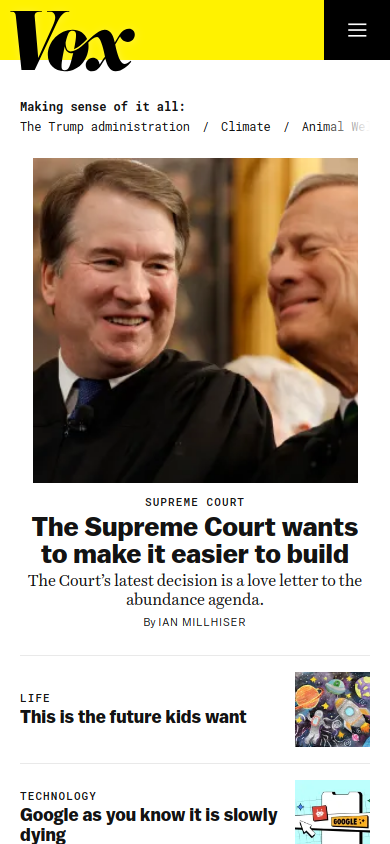 Vox
Making sense of it all:
The Trump administration / Climate / Animal We
SUPREME COURT
The Supreme Court wants
to make it easier to build
The Court's latest decision is a love letter to the
abundance agenda.
By IAN MILLHISER
LIFE
This is the future kids want
TECHNOLOGY
Google as you know it is slowly
dying
GOOGLE